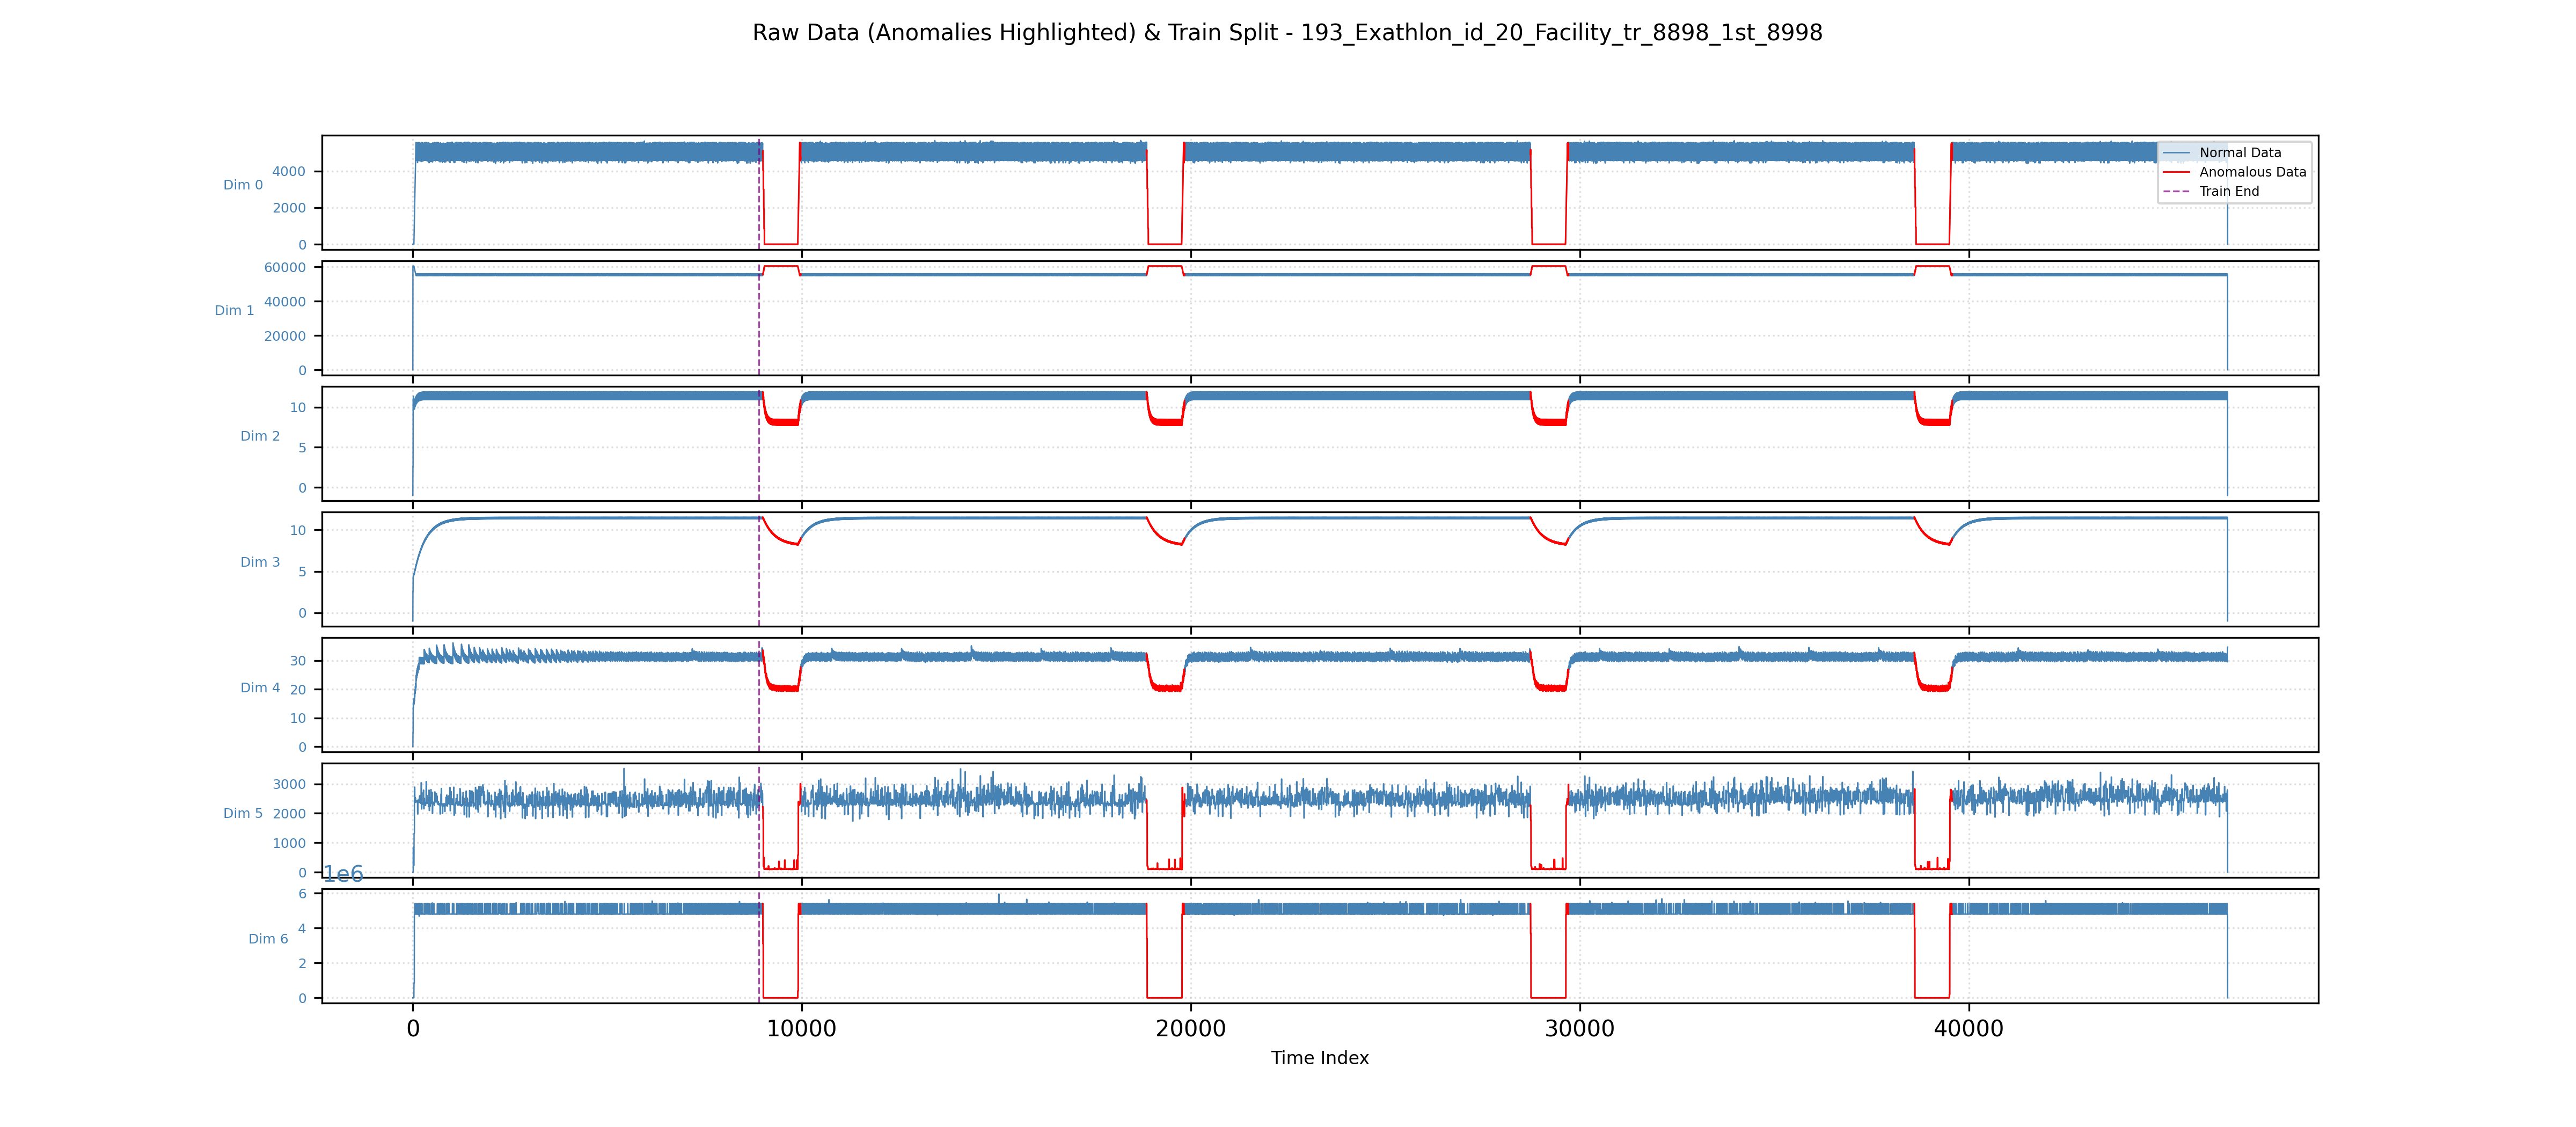 Raw Data (Anomalies Highlighted) & Train Split - 193_Exathlon_id_20_Facility_tr_8898_1st_8998
Dim 0
4000
2000
0
Normal Data
Anomalous Data
Train End
Dim 1
60000
40000
20000
0
Dim 2
10
5
0
Dim 3
10
5
0
Dim 4
30
20
10
0
Dim 5
3000
2000
1000
0
1e6
Dim 6
6
4
2
0
0 10000 20000 30000 40000
Time Index